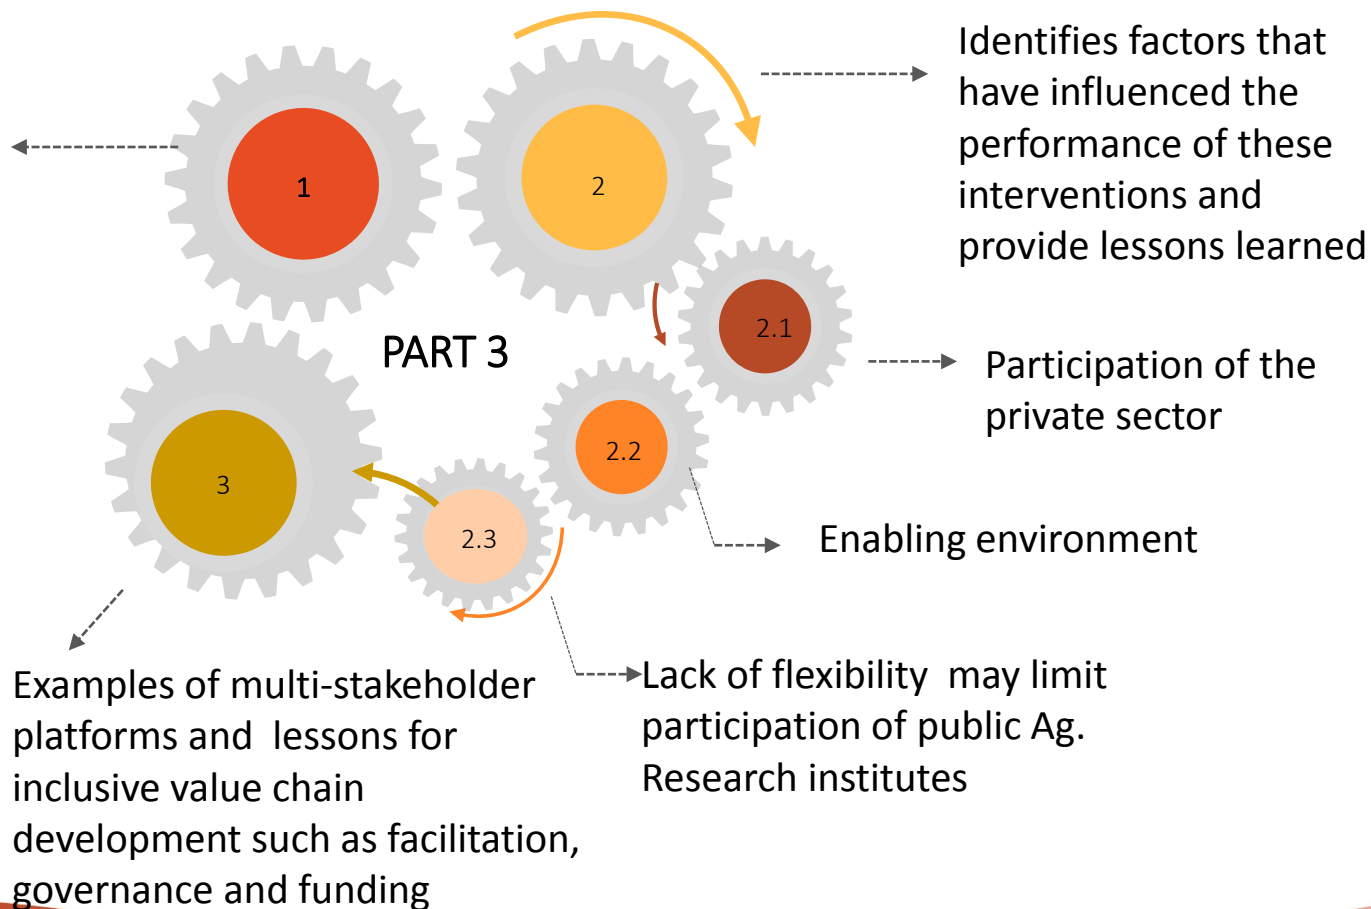 Identifies factors that
have influenced the
performance of these
interventions and
provide lessons learned
1
2
2.1
PART 3
Participation of the
private sector
2.2
3
2.3
Enabling environment
Lack of flexibility  may limit
participation of public Ag.
Research institutes
Examples of multi-stakeholder
platforms and  lessons for
inclusive value chain
development such as facilitation,
governance and funding